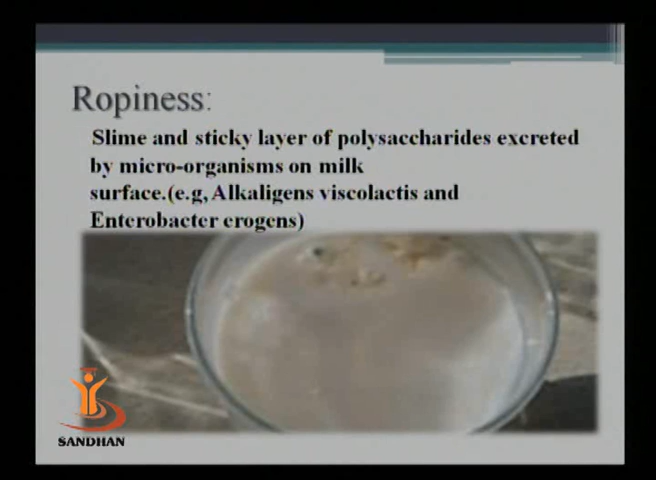 Ropiness:
Slime and sticky layer of polysaccharides excreted
by micro-organisms on milk
surface.(e.g, Alkaligens viscolactis and
Enterobacter erogens)
SANDHAN